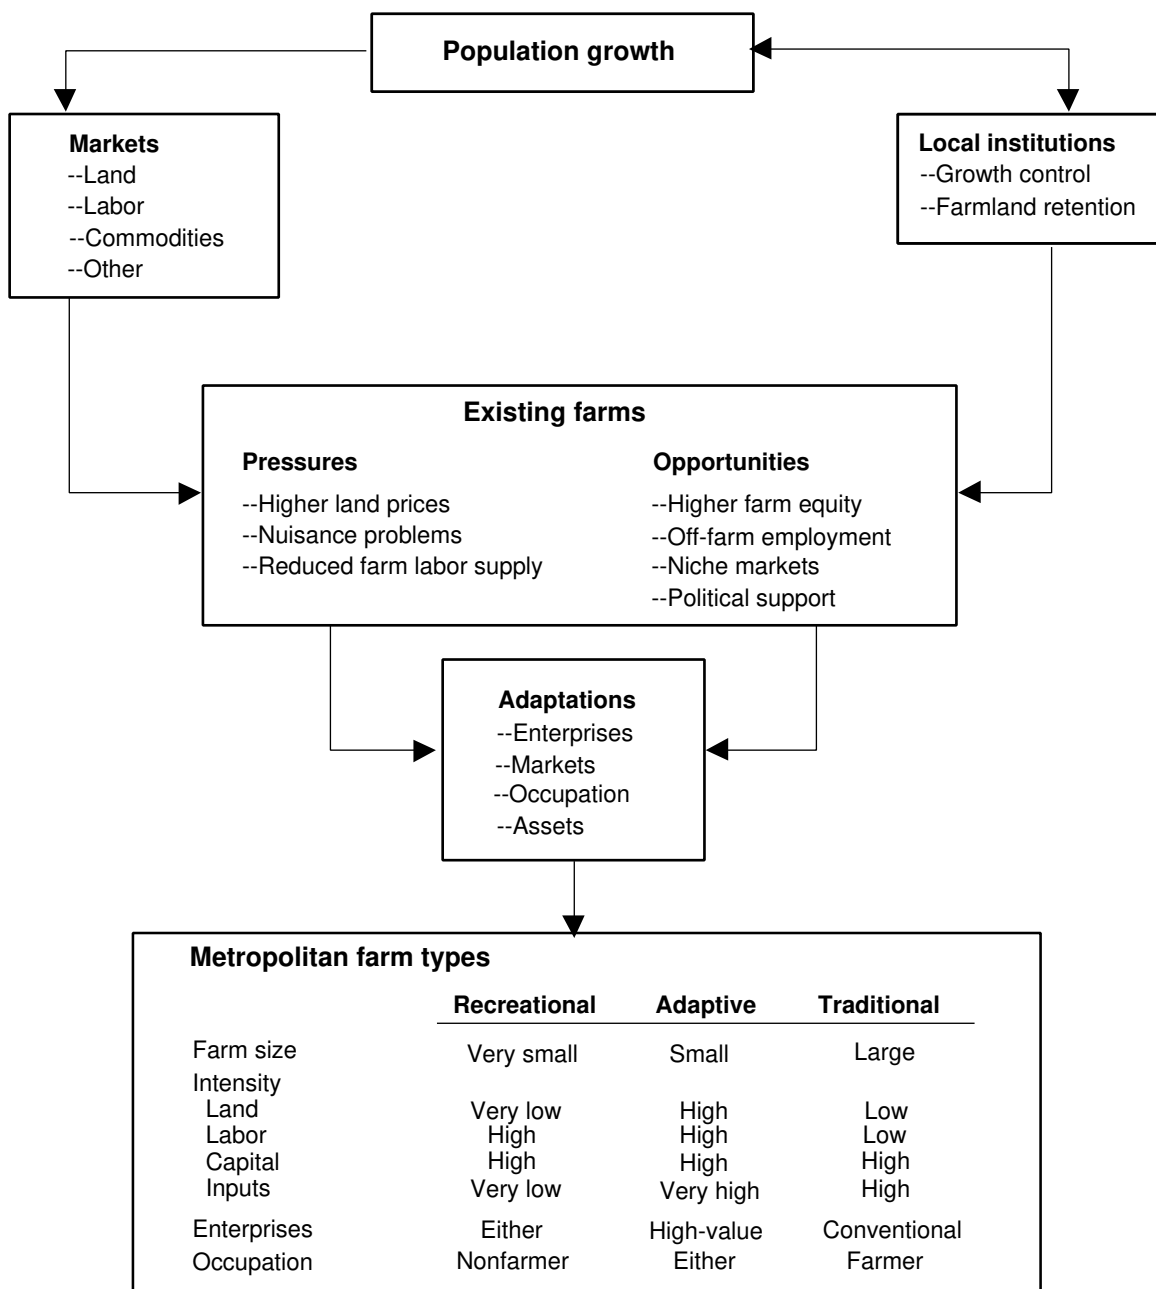 Population growth
Markets
--Land
--Labor
--Commodities
--Other
Local institutions
--Growth control
--Farmland retention
Existing farms
Pressures
--Higher land prices
--Nuisance problems
--Reduced farm labor supply
Opportunities
--Higher farm equity
--Off-farm employment
--Niche markets
--Political support
Adaptations
--Enterprises
--Markets
--Occupation
--Assets
Metropolitan farm types
Recreational Adaptive Traditional
Farm size Very small Small Large
Intensity
Land Very low High Low
Labor High High Low
Capital High High High
Inputs Very low Very high High
Enterprises Either High-value Conventional
Occupation Nonfarmer Either Farmer